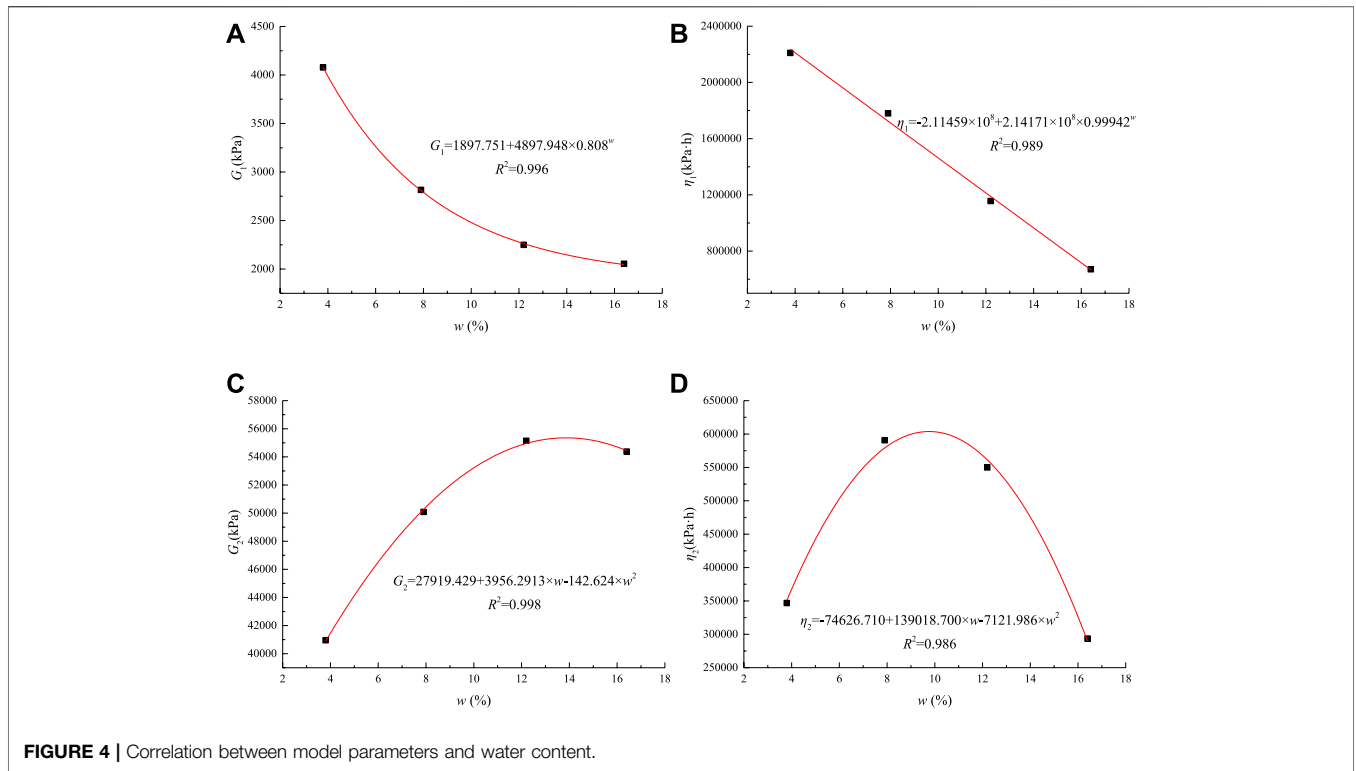 A
4500
4000
3500
3000
2500
2000
G₁(kPa)
G₁=1897.751+4897.948×0.808ʷ
R²=0.996
2 4 6 8 10 12 14 16 18
w (%)
B
2400000
2000000
1600000
1200000
800000
η₁(kPa·h)
η₁=-2.11459×10⁸+2.14171×10⁸×0.99942ʷ
R²=0.989
2 4 6 8 10 12 14 16 18
w (%)
C
58000
56000
54000
52000
50000
48000
46000
44000
42000
40000
G₂(kPa)
G₂=27919.429+3956.2913×w-142.624×w²
R²=0.998
2 4 6 8 10 12 14 16 18
w (%)
D
650000
600000
550000
500000
450000
400000
350000
300000
250000
η₂(kPa·h)
η₂=-74626.710+139018.700×w-7121.986×w²
R²=0.986
2 4 6 8 10 12 14 16 18
w (%)
FIGURE 4 | Correlation between model parameters and water content.